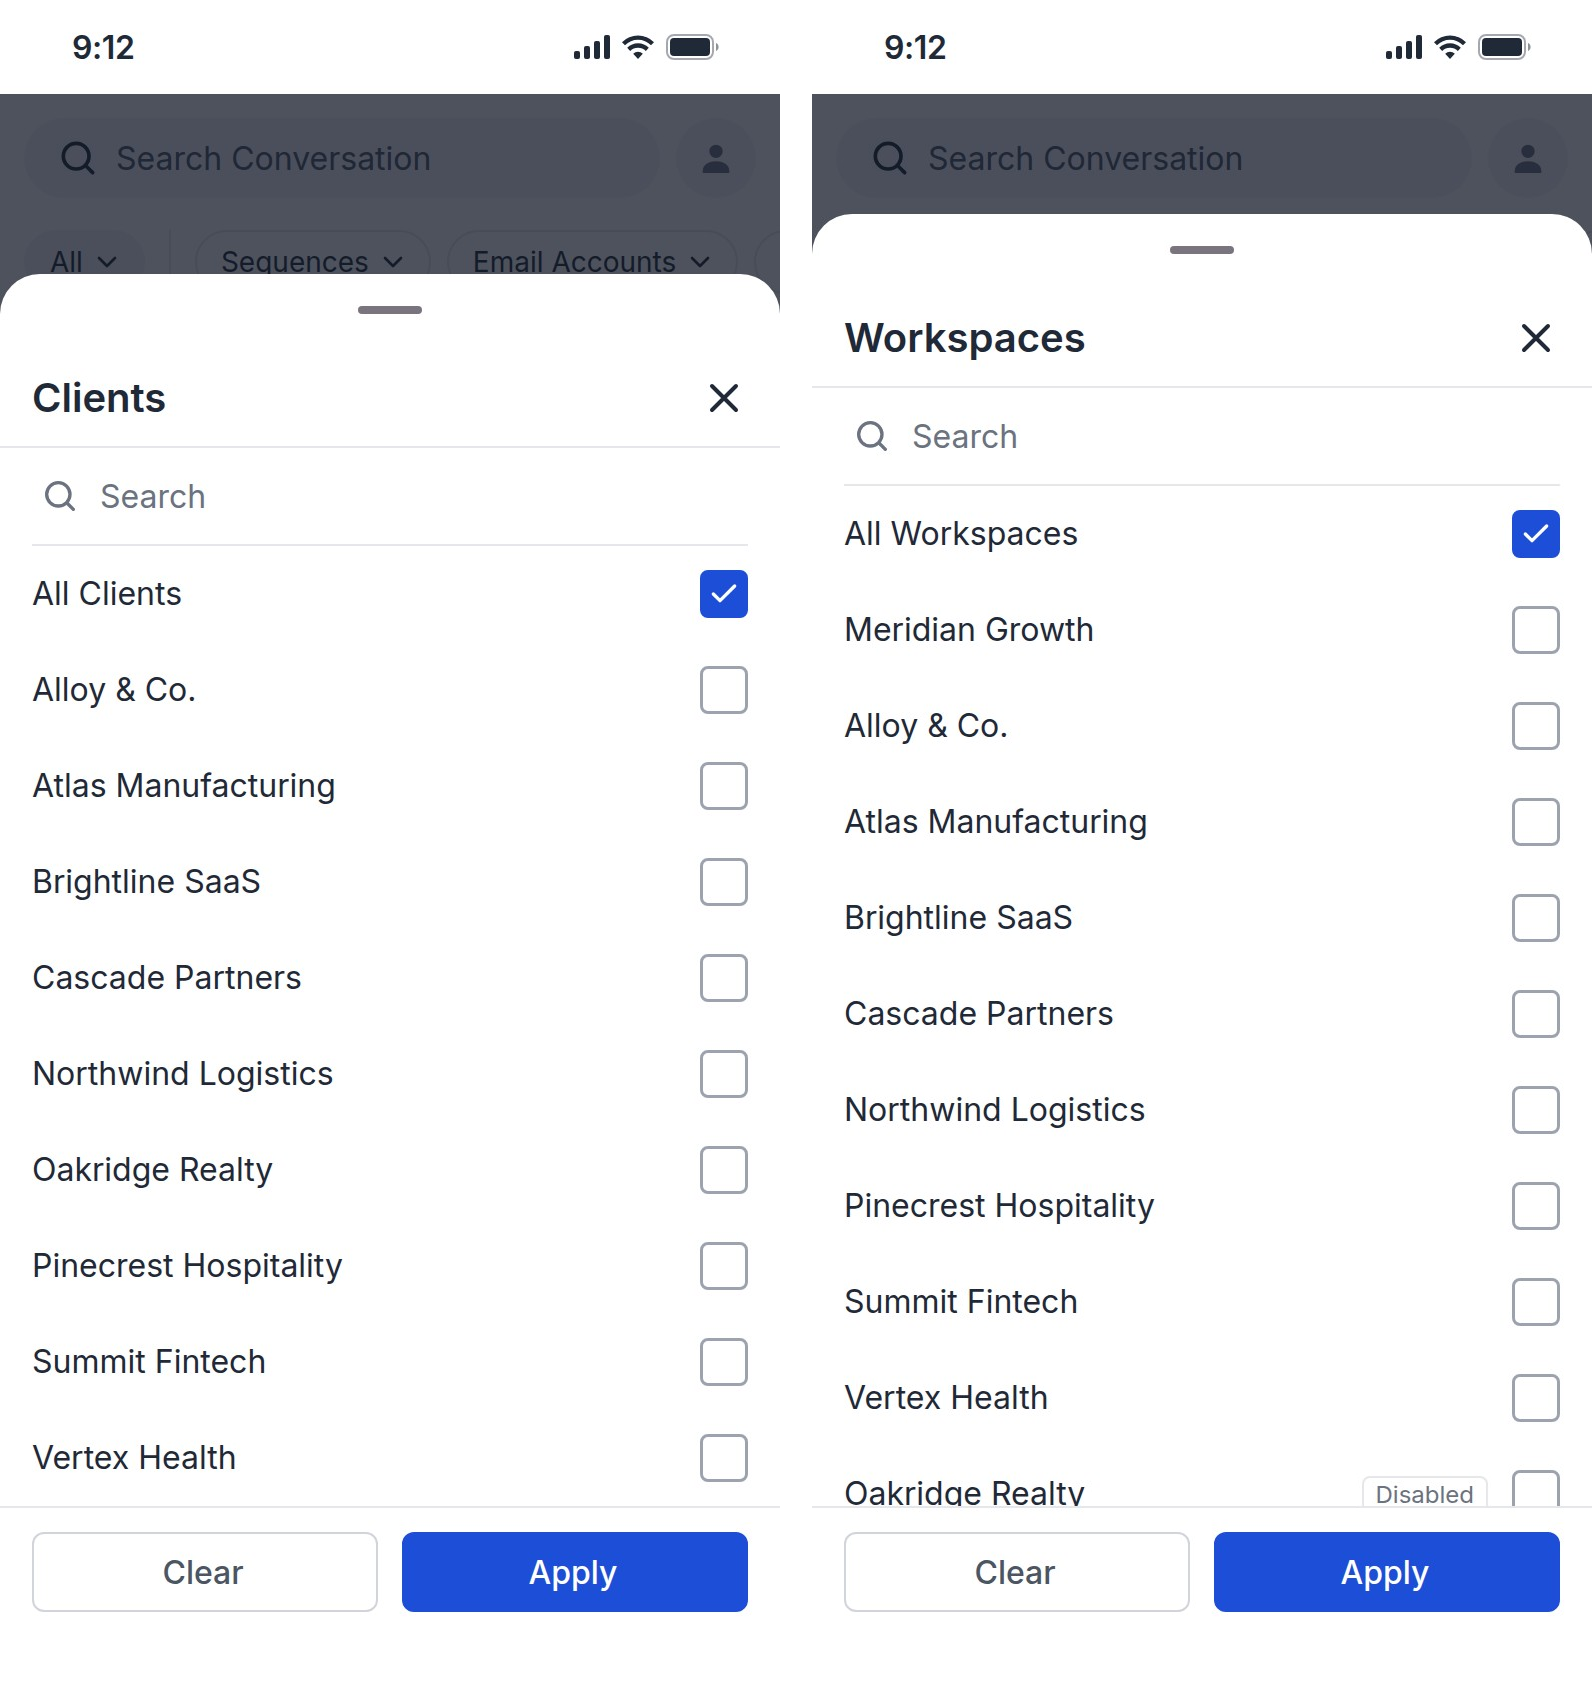 9:12
Search Conversation
All
Sequences
Email Accounts
Clients
Search
All Clients
Alloy & Co.
Atlas Manufacturing
Brightline SaaS
Cascade Partners
Northwind Logistics
Oakridge Realty
Pinecrest Hospitality
Summit Fintech
Vertex Health
Clear
Apply
9:12
Search Conversation
Workspaces
Search
All Workspaces
Meridian Growth
Alloy & Co.
Atlas Manufacturing
Brightline SaaS
Cascade Partners
Northwind Logistics
Pinecrest Hospitality
Summit Fintech
Vertex Health
Oakridge Realty
Disabled
Clear
Apply